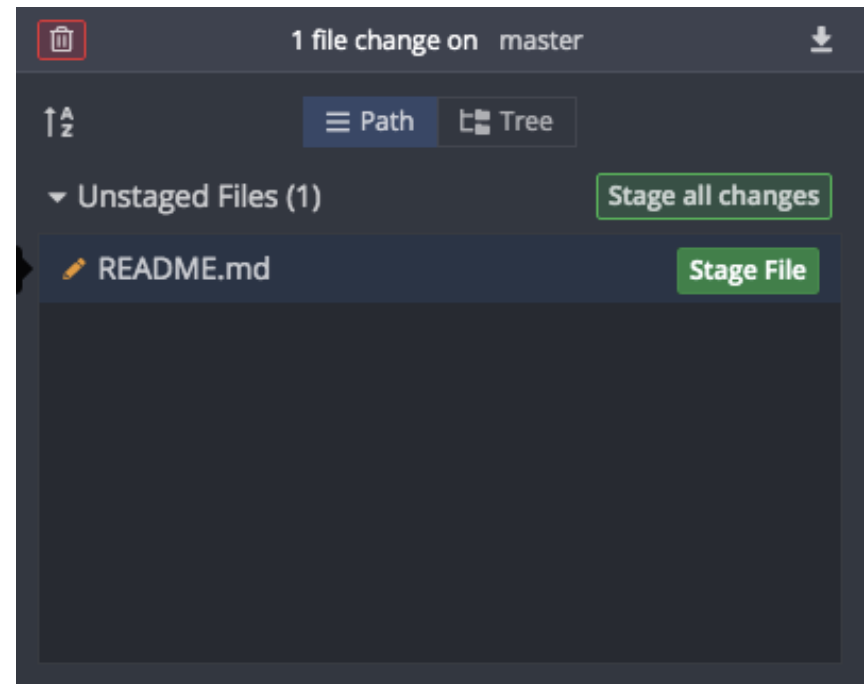 1 file change on master
A
Z
Path Tree
Unstaged Files (1) Stage all changes
README.md Stage File